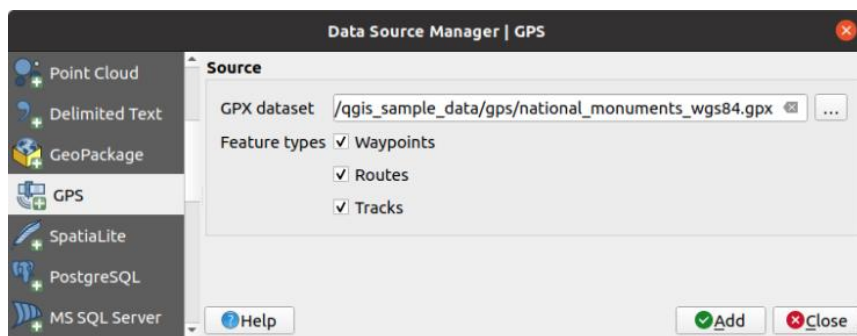 Data Source Manager | GPS
Point Cloud
Delimited Text
GeoPackage
GPS
SpatiaLite
PostgreSQL
MS SQL Server
Source
GPX dataset /qgis_sample_data/gps/national_monuments_wgs84.gpx ...
Feature types Waypoints
Routes
Tracks
Help Add Close